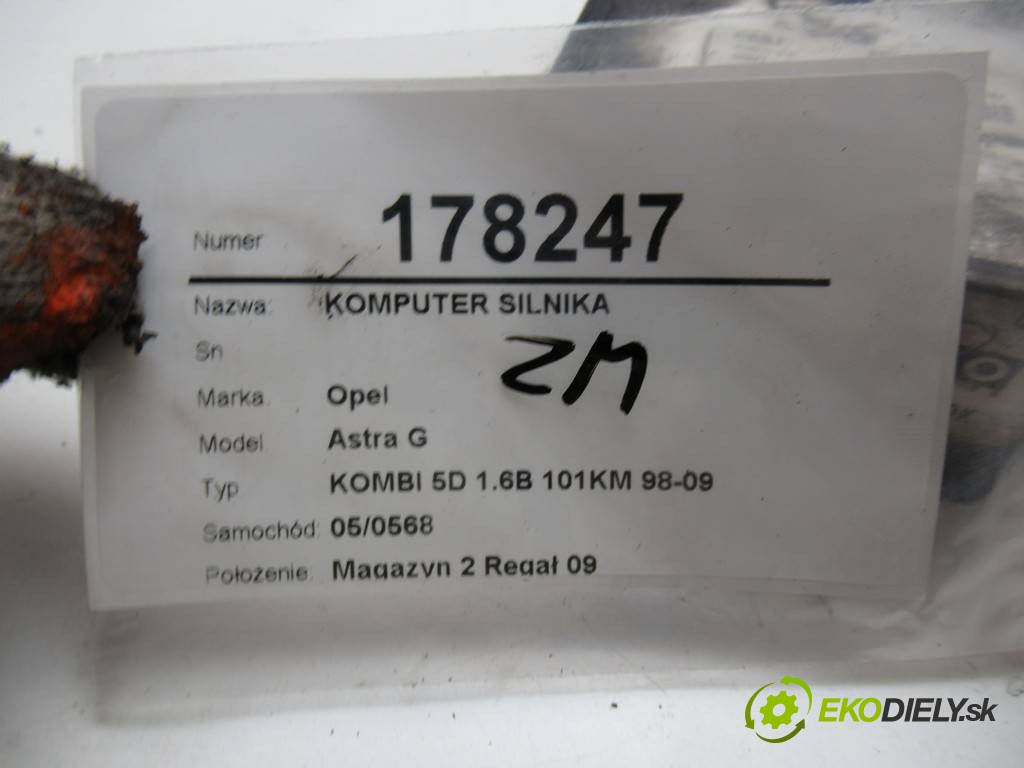 Numer 178247
Nazwa: KOMPUTER SILNIKA
Sn
ZM
Marka Opel
Model Astra G
Typ KOMBI 5D 1.6B 101KM 98-09
Samochód: 05/0568
Położenie: Magazyn 2 Regał 09
EKODIELY.sk